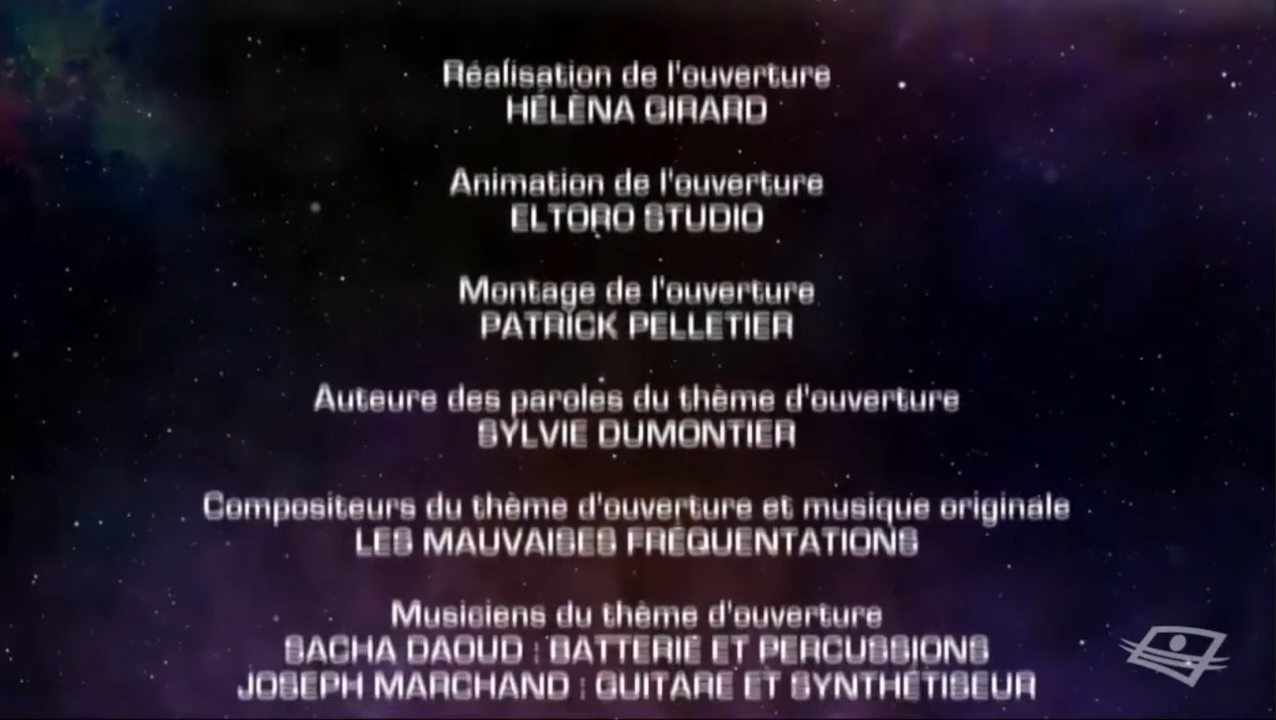 Réalisation de l'ouverture
HÉLÈNA GIRARD
Animation de l'ouverture
ELTORO STUDIO
Montage de l'ouverture
PATRICK PELLETIER
Auteure des paroles du thème d'ouverture
SYLVIE DUMONTIER
Compositeurs du thème d'ouverture et musique originale
LES MAUVAISES FRÉQUENTATIONS
Musiciens du thème d'ouverture
SACHA DAOUD : BATTERIE ET PERCUSSIONS
JOSEPH MARCHAND : GUITARE ET SYNTHÉTISEUR